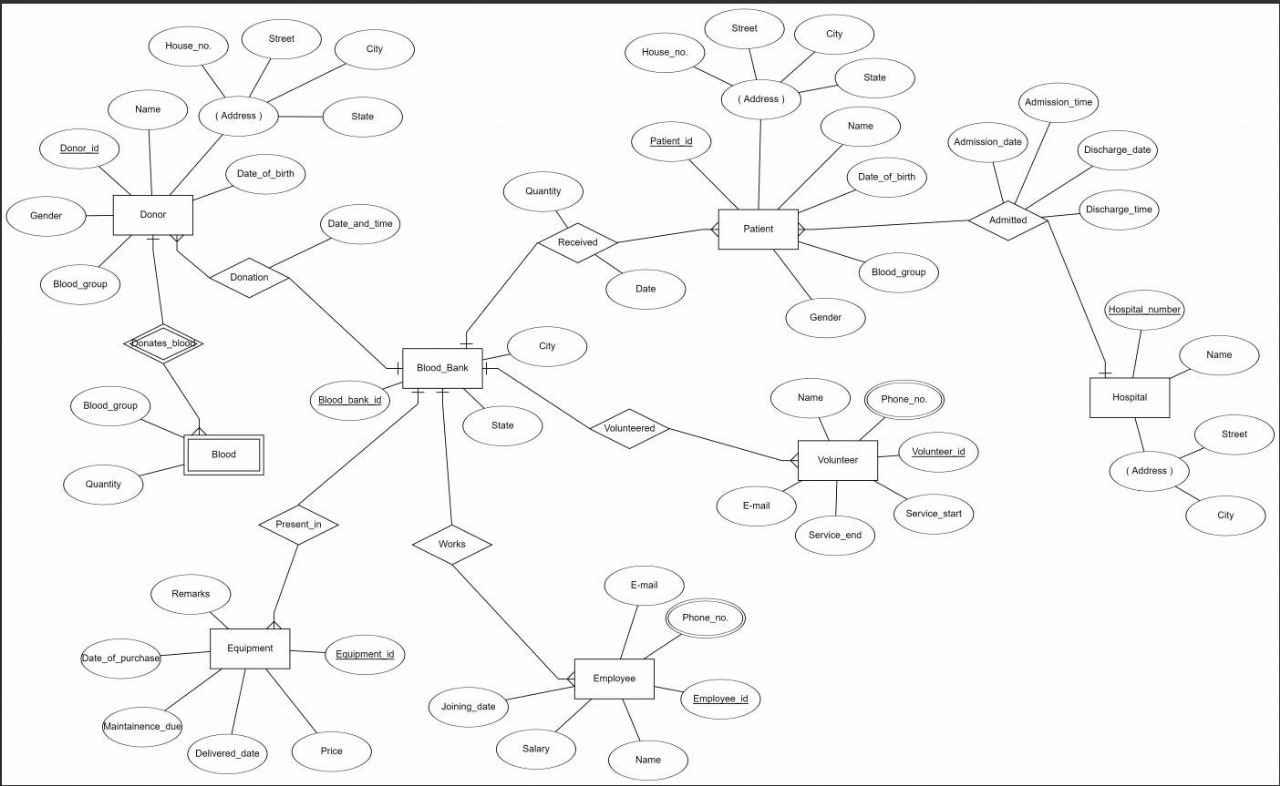 House_no.
Street
City
( Address )
State
Name
Donor_id
Date_of_birth
Gender
Donor
Blood_group
Date_and_time
Donation
Donates_blood
Blood_group
Quantity
Blood
Street
City
House_no.
State
( Address )
Name
Patient_id
Date_of_birth
Patient
Blood_group
Gender
Quantity
Received
Date
Admission_time
Admission_date
Discharge_date
Discharge_time
Admitted
Hospital_number
Name
Hospital
Street
( Address )
City
Blood_Bank
City
Blood_bank_id
State
Volunteered
Name
Phone_no.
Volunteer
Volunteer_id
E-mail
Service_end
Service_start
Present_in
Works
Remarks
Date_of_purchase
Equipment
Equipment_id
Maintainence_due
Delivered_date
Price
E-mail
Phone_no.
Employee
Employee_id
Joining_date
Salary
Name